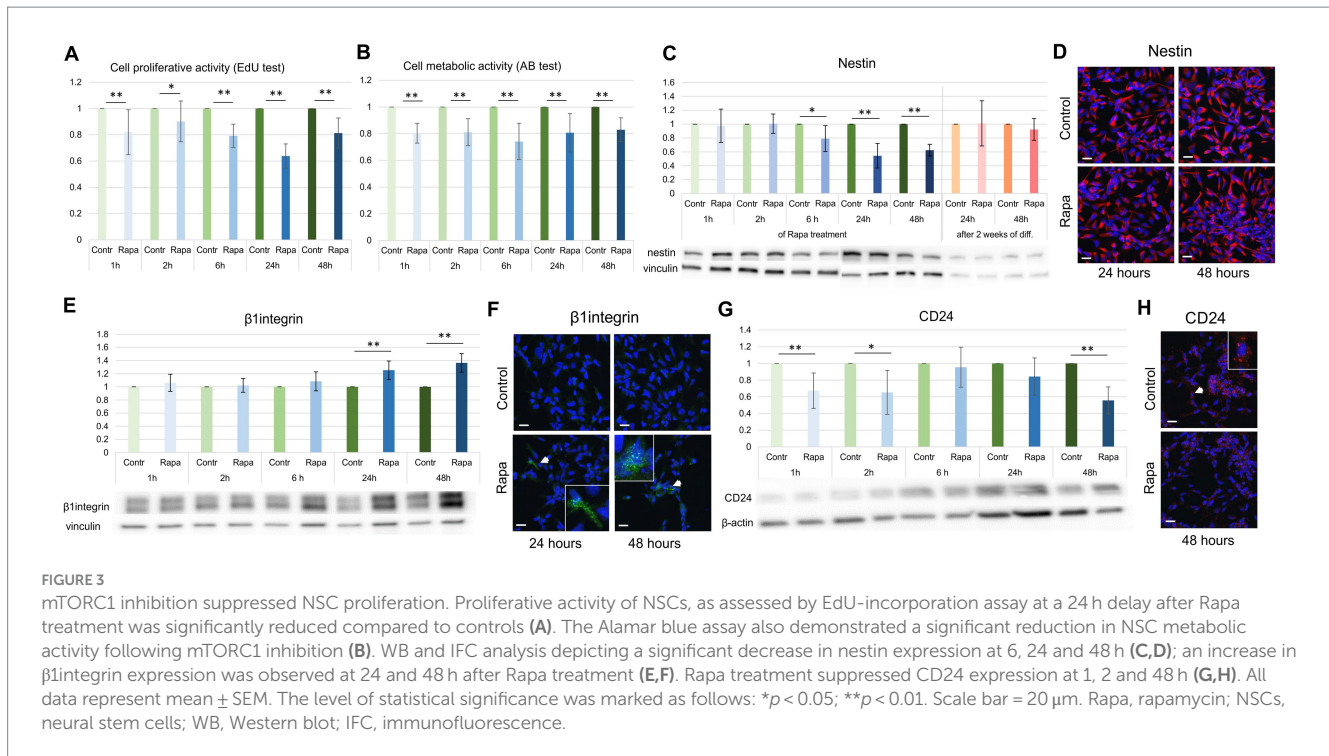 A
Cell proliferative activity (EdU test)
1.2
1
0.8
0.6
0.4
0.2
0
** * ** ** **
Contr Rapa Contr Rapa Contr Rapa Contr Rapa Contr Rapa
1h 2h 6h 24h 48h
B
Cell metabolic activity (AB test)
1.2
1
0.8
0.6
0.4
0.2
0
** ** ** ** **
Contr Rapa Contr Rapa Contr Rapa Contr Rapa Contr Rapa
1h 2h 6h 24h 48h
C
Nestin
1.6
1.4
1.2
1
0.8
0.6
0.4
0.2
0
* ** **
Contr Rapa Contr Rapa Contr Rapa Contr Rapa Contr Rapa Contr Rapa Contr Rapa
1h 2h 6 h 24h 48h 24h 48h
of Rapa treatment after 2 weeks of diff.
nestin
vinculin
D
Nestin
Control
Rapa
24 hours 48 hours
E
β1integrin
1.8
1.6
1.4
1.2
1
0.8
0.6
0.4
0.2
0
** **
Contr Rapa Contr Rapa Contr Rapa Contr Rapa Contr Rapa
1h 2h 6 h 24h 48h
β1integrin
vinculin
F
β1integrin
Control
Rapa
24 hours 48 hours
G
CD24
1.4
1.2
1
0.8
0.6
0.4
0.2
0
** * **
Contr Rapa Contr Rapa Contr Rapa Contr Rapa Contr Rapa
1h 2h 6 h 24h 48h
CD24
β-actin
H
CD24
Control
Rapa
48 hours
FIGURE 3
mTORC1 inhibition suppressed NSC proliferation. Proliferative activity of NSCs, as assessed by EdU-incorporation assay at a 24 h delay after Rapa
treatment was significantly reduced compared to controls (A). The Alamar blue assay also demonstrated a significant reduction in NSC metabolic
activity following mTORC1 inhibition (B). WB and IFC analysis depicting a significant decrease in nestin expression at 6, 24 and 48 h (C,D); an increase in
β1integrin expression was observed at 24 and 48 h after Rapa treatment (E,F). Rapa treatment suppressed CD24 expression at 1, 2 and 48 h (G,H). All
data represent mean ± SEM. The level of statistical significance was marked as follows: *p < 0.05; **p < 0.01. Scale bar = 20 μm. Rapa, rapamycin; NSCs,
neural stem cells; WB, Western blot; IFC, immunofluorescence.